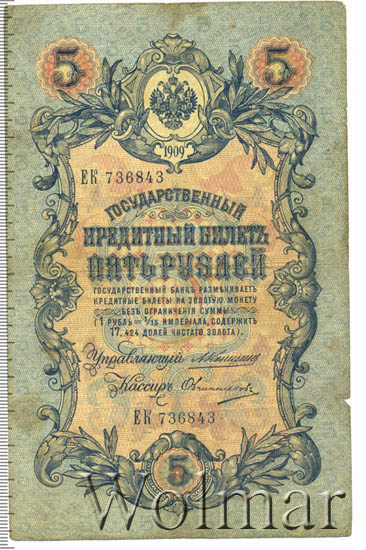 5 5
1909
ЕК 736843
ГОСУДАРСТВЕННЫЙ
КРЕДИТНЫЙ БИЛЕТЪ
ПЯТЬ РУБЛЕЙ
ГОСУДАРСТВЕННЫЙ БАНКЪ РАЗМѢНИВАЕТЪ
КРЕДИТНЫЕ БИЛЕТЫ НА ЗОЛОТУЮ МОНЕТУ
БЕЗЪ ОГРАНИЧЕНІЯ СУММЫ
(1 РУБЛЬ = 1/15 ИМПЕРІАЛА, СОДЕРЖИТЪ
17,424 ДОЛЕЙ ЧИСТАГО ЗОЛОТА).
Управляющій А. Коншинъ
Кассиръ Овчинниковъ
ЕК 736843
5
Wolmar